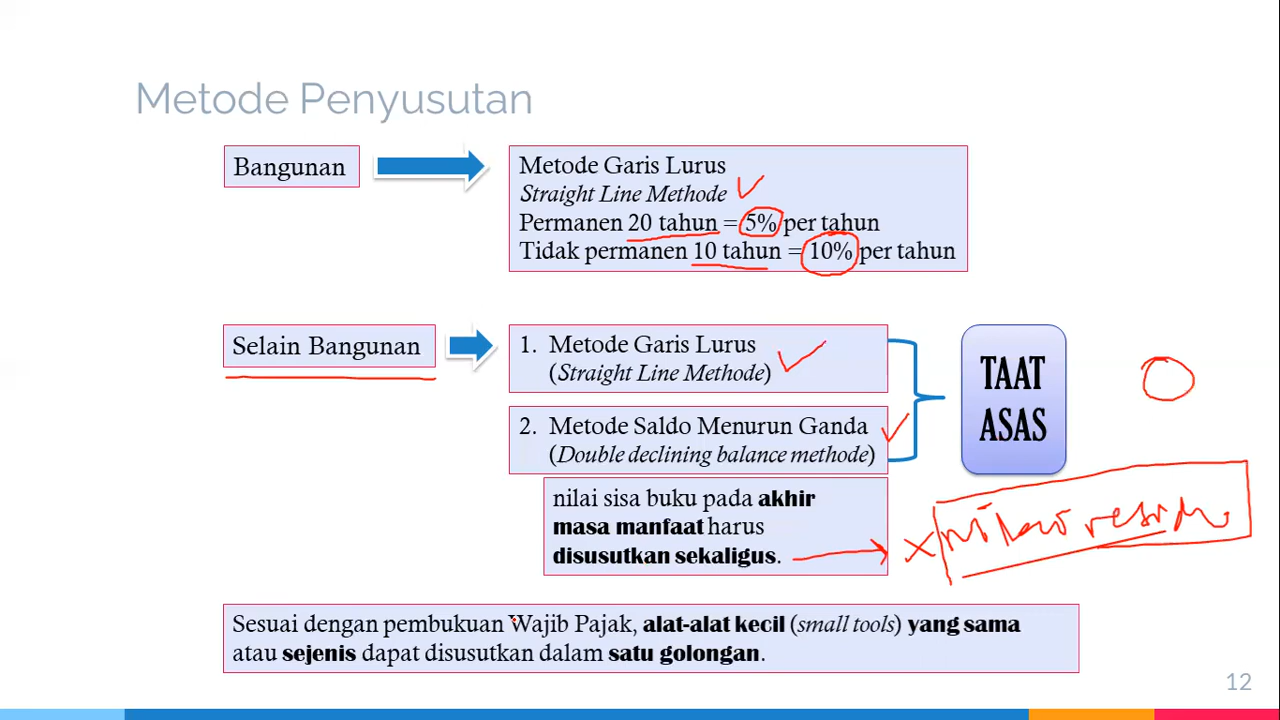 Metode Penyusutan
Bangunan
Metode Garis Lurus
Straight Line Methode
Permanen 20 tahun = 5% per tahun
Tidak permanen 10 tahun = 10% per tahun
Selain Bangunan
1. Metode Garis Lurus
(Straight Line Methode)
2. Metode Saldo Menurun Ganda
(Double declining balance methode)
TAAT
ASAS
nilai sisa buku pada akhir
masa manfaat harus
disusutkan sekaligus.
x nilai residu
Sesuai dengan pembukuan Wajib Pajak, alat-alat kecil (small tools) yang sama
atau sejenis dapat disusutkan dalam satu golongan.
12